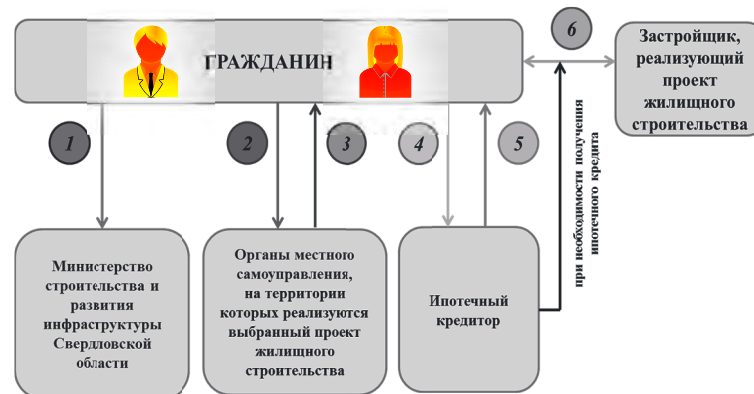 ГРАЖДАНИН
6
Застройщик,
реализующий
проект
жилищного
строительства
1
2
3
4
5
при необходимости получения
ипотечного кредита
Министерство
строительства и
развития
инфраструктуры
Свердловской
области
Органы местного
самоуправления,
на территории
которых реализуются
выбранный проект
жилищного
строительства
Ипотечный
кредитор